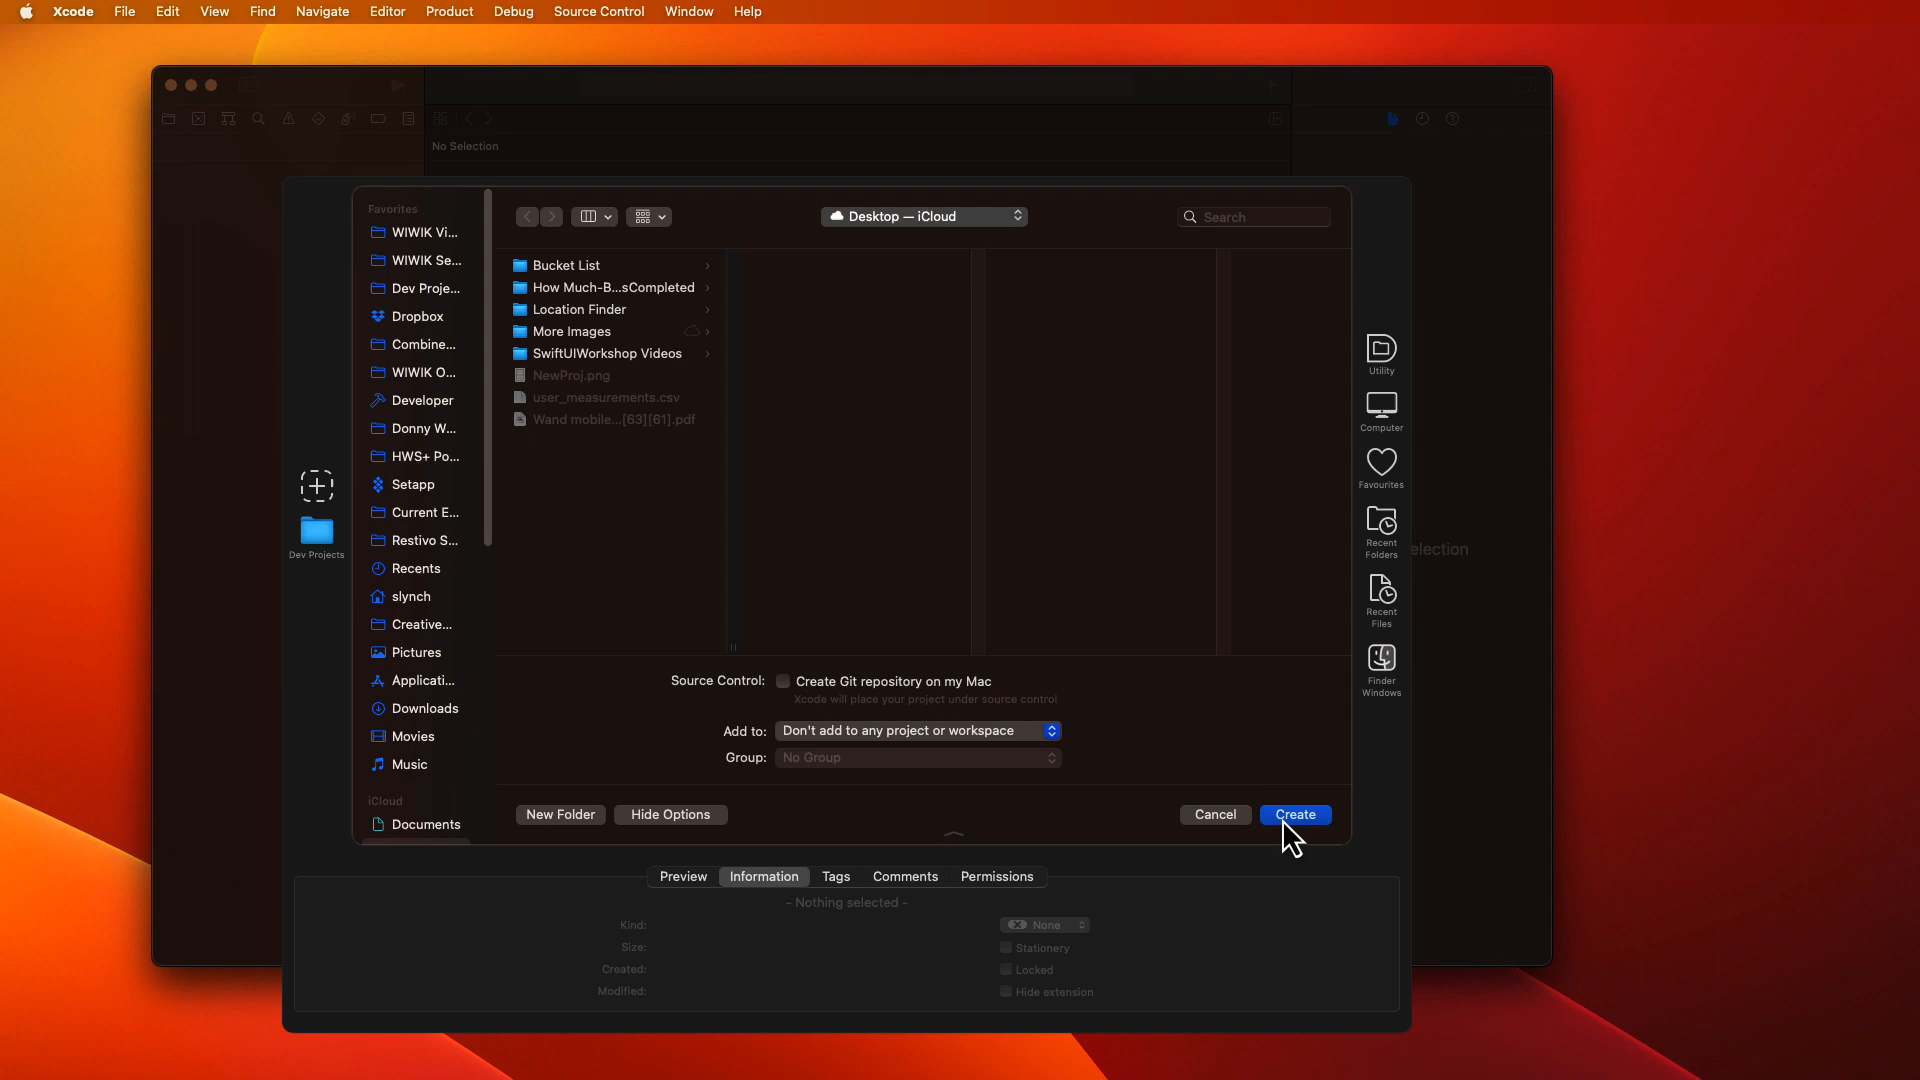 Xcode File Edit View Find Navigate Editor Product Debug Source Control Window Help
No Selection
Favorites
WIWIK Vi...
WIWIK Se...
Dev Proje...
Dropbox
Combine...
WIWIK O...
Developer
Donny W...
HWS+ Po...
Setapp
Current E...
Restivo S...
Recents
slynch
Creative...
Pictures
Applicati...
Downloads
Movies
Music
iCloud
Documents
Dev Projects
Desktop — iCloud
Search
Bucket List
How Much-B...sCompleted
Location Finder
More Images
SwiftUIWorkshop Videos
NewProj.png
user_measurements.csv
Wand mobile...[63][61].pdf
Utility
Computer
Favourites
Recent
Folders
Recent
Files
Finder
Windows
election
Source Control: Create Git repository on my Mac
Xcode will place your project under source control
Add to: Don't add to any project or workspace
Group: No Group
New Folder Hide Options Cancel Create
Preview Information Tags Comments Permissions
- Nothing selected -
Kind: None
Size: Stationery
Created: Locked
Modified: Hide extension